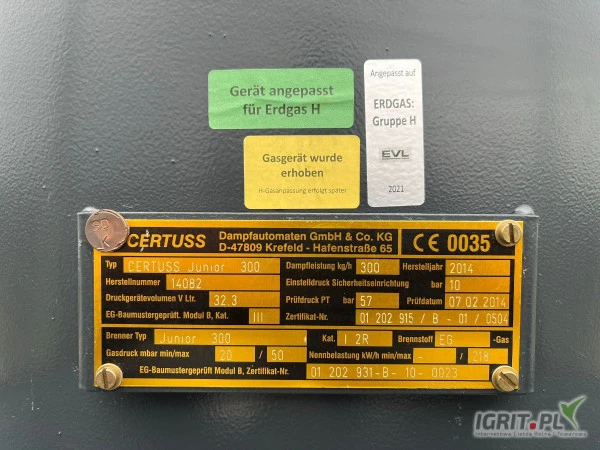 Gerät angepasst
für Erdgas H
Gasgerät wurde
erhoben
H-Gasanpassung erfolgt später
Angepasst auf
ERDGAS:
Gruppe H
EVL
2021
CERTUSS Dampfautomaten GmbH & Co. KG
D-47809 Krefeld - Hafenstraße 65
CE 0035
Typ CERTUSS Junior 300 Dampfleistung kg/h 300 Herstelljahr 2014
Herstellnummer 14082 Einstelldruck Sicherheitseinrichtung bar 10
Druckgerätevolumen V Ltr. 32,3 Prüfdruck PT bar 57 Prüfdatum 07.02.2014
EG-Baumustergeprüft. Modul B, Kat. III Zertifikat-Nr. 01 202 915 / B - 01 / 0504
Brenner Typ Junior 300 Kat. I 2R Brennstoff EG -Gas
Gasdruck mbar min/max 20 / 50 Nennbelastung kW/h min/max - / 218
EG-Baumustergeprüft Modul B, Zertifikat-Nr. 01 202 931-B- 10- 0023
IGRIT.PL
Internetowa Giełda Rolna i Towarowa